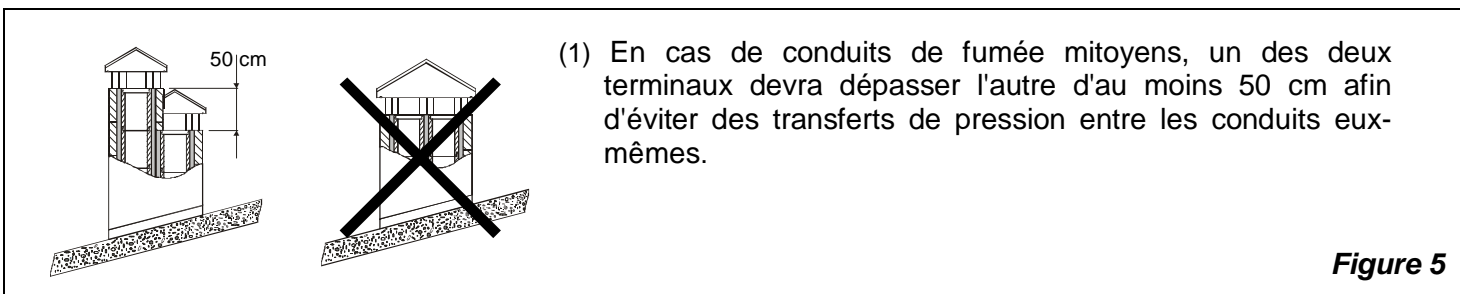 50 cm
(1) En cas de conduits de fumée mitoyens, un des deux
terminaux devra dépasser l'autre d'au moins 50 cm afin
d'éviter des transferts de pression entre les conduits eux-
mêmes.
Figure 5